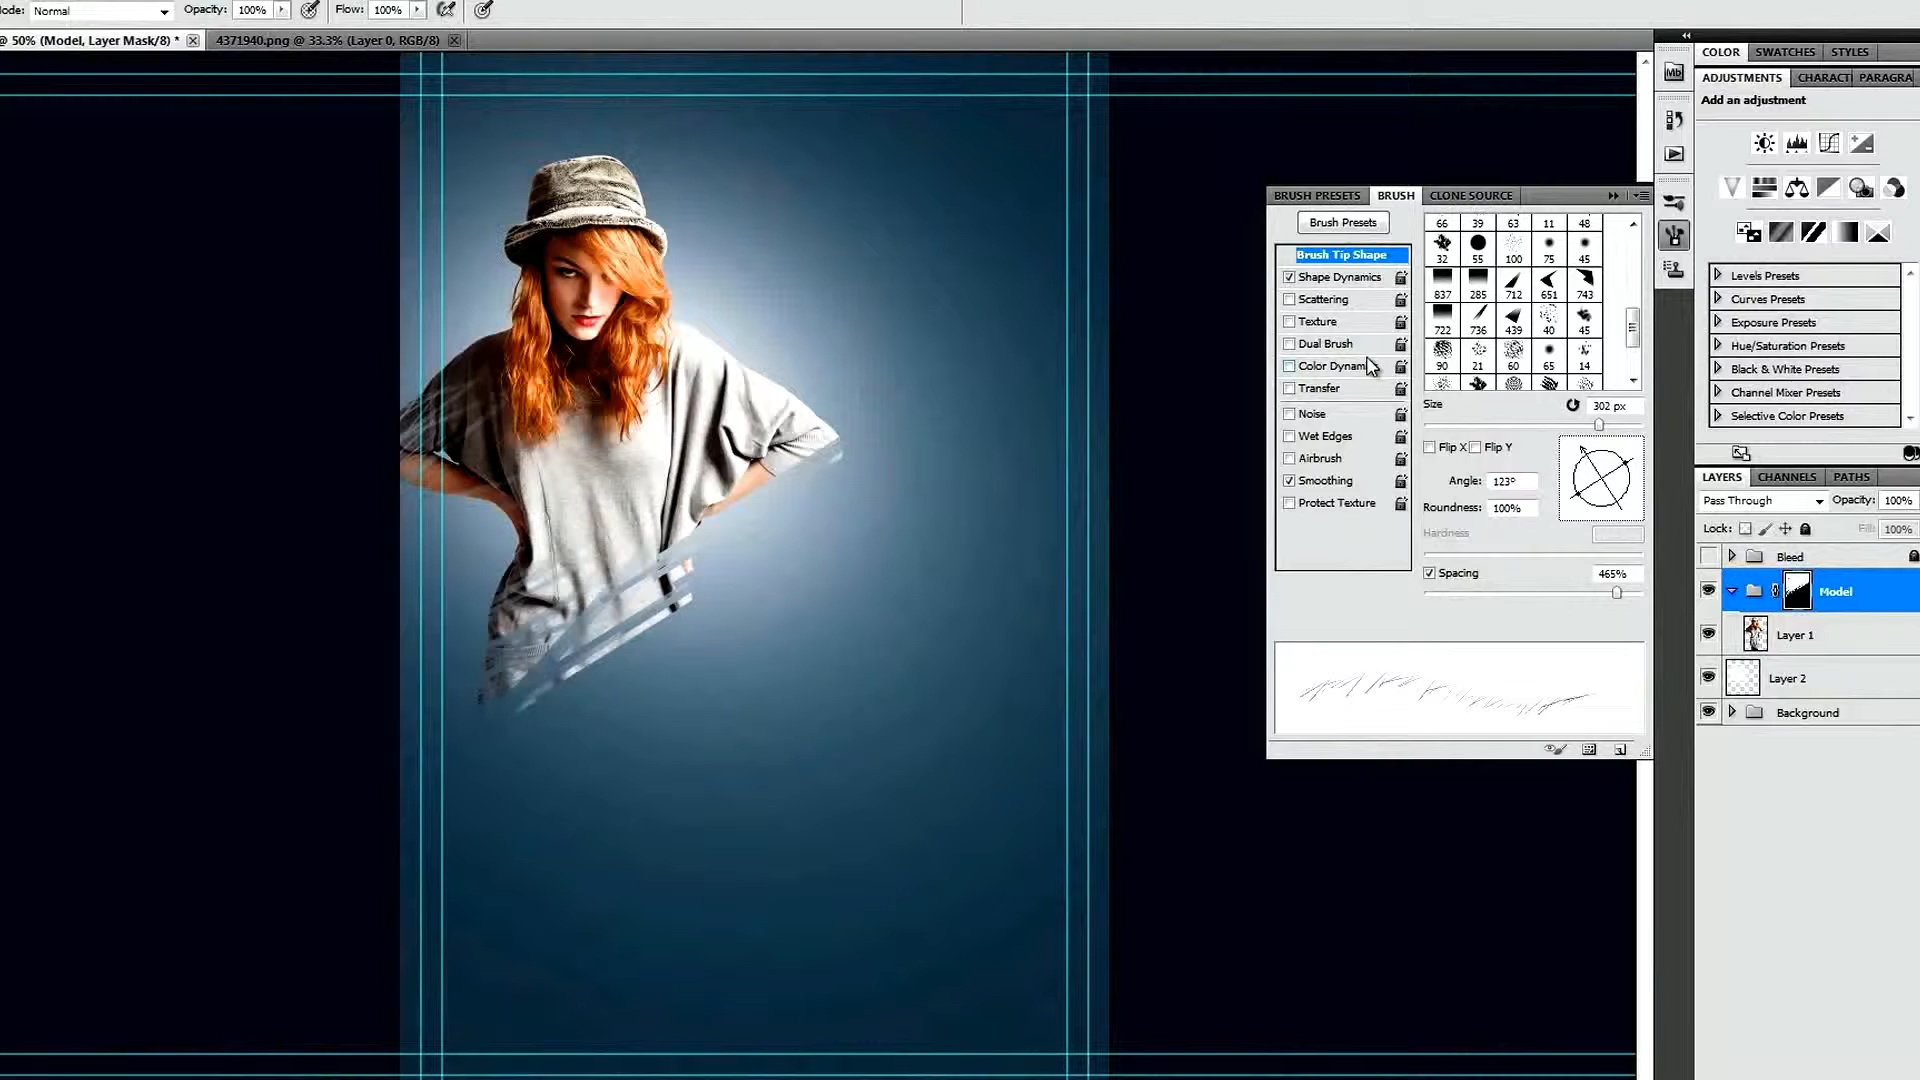 ode: Normal Opacity: 100% Flow: 100%
@ 50% (Model, Layer Mask/8) * 4371940.png @ 33.3% (Layer 0, RGB/8)
COLOR SWATCHES STYLES
ADJUSTMENTS CHARACT PARAGRA
Add an adjustment
Levels Presets
Curves Presets
Exposure Presets
Hue/Saturation Presets
Black & White Presets
Channel Mixer Presets
Selective Color Presets
BRUSH PRESETS BRUSH CLONE SOURCE
Brush Presets
Brush Tip Shape
Shape Dynamics
Scattering
Texture
Dual Brush
Color Dynam
Transfer
Noise
Wet Edges
Airbrush
Smoothing
Protect Texture
66 39 63 11 48
32 55 100 75 45
837 285 712 651 743
722 736 439 40 45
90 21 60 65 14
Size 302 px
Flip X Flip Y
Angle: 123°
Roundness: 100%
Hardness
Spacing 465%
LAYERS CHANNELS PATHS
Pass Through Opacity: 100%
Lock: Fill: 100%
Bleed
Model
Layer 1
Layer 2
Background
Mb